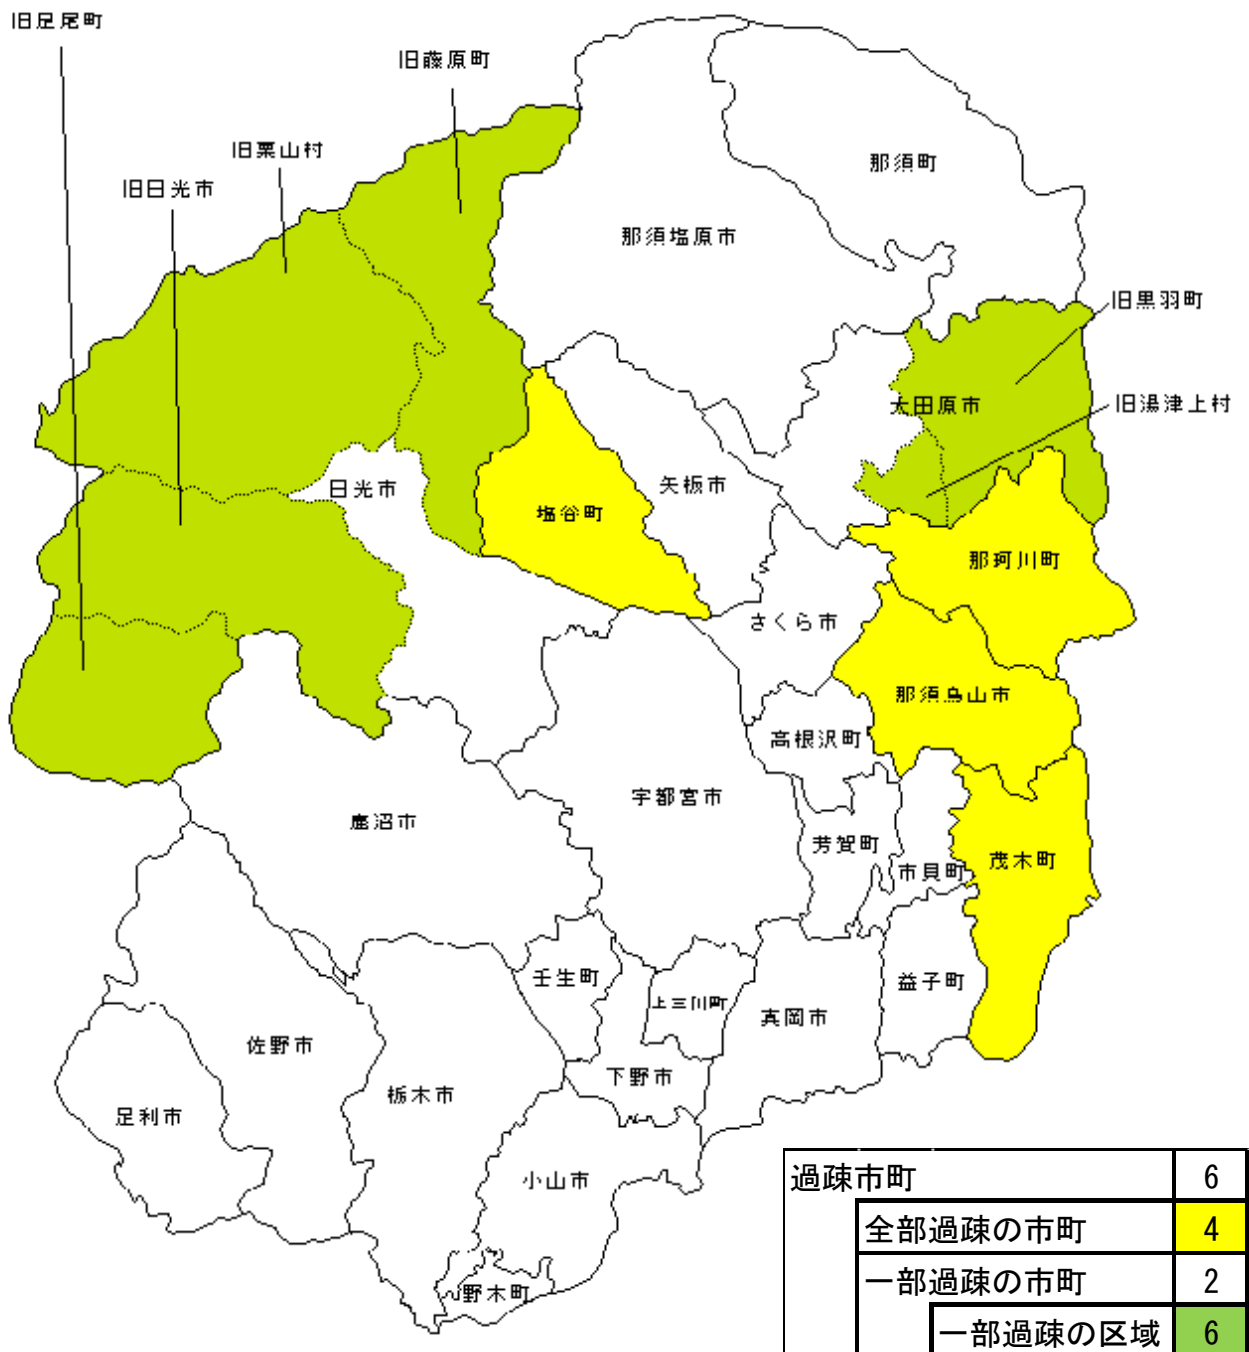 旧足尾町
旧藤原町
旧栗山村
旧日光市
那須町
那須塩原市
旧黒羽町
大田原市
旧湯津上村
矢板市
日光市
塩谷町
那珂川町
さくら市
那須烏山市
高根沢町
宇都宮市
鹿沼市
芳賀町
市貝町
茂木町
壬生町
上三川町
益子町
真岡市
佐野市
下野市
栃木市
足利市
小山市
野木町
過疎市町 6
全部過疎の市町 4
一部過疎の市町 2
一部過疎の区域 6